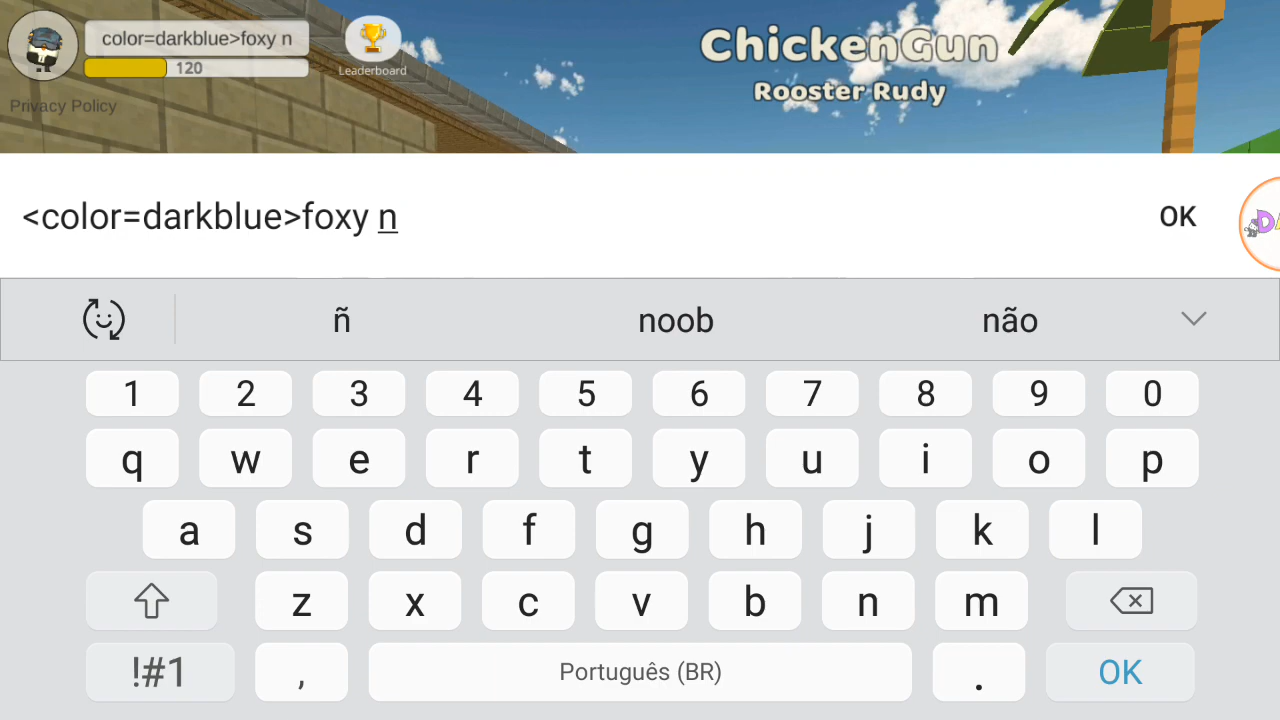 color=darkblue>foxy n
120
Leaderboard
Privacy Policy
ChickenGun
Rooster Rudy
<color=darkblue>foxy n
OK
ñ noob não
1 2 3 4 5 6 7 8 9 0
q w e r t y u i o p
a s d f g h j k l
z x c v b n m
!#1 , Português (BR) . OK